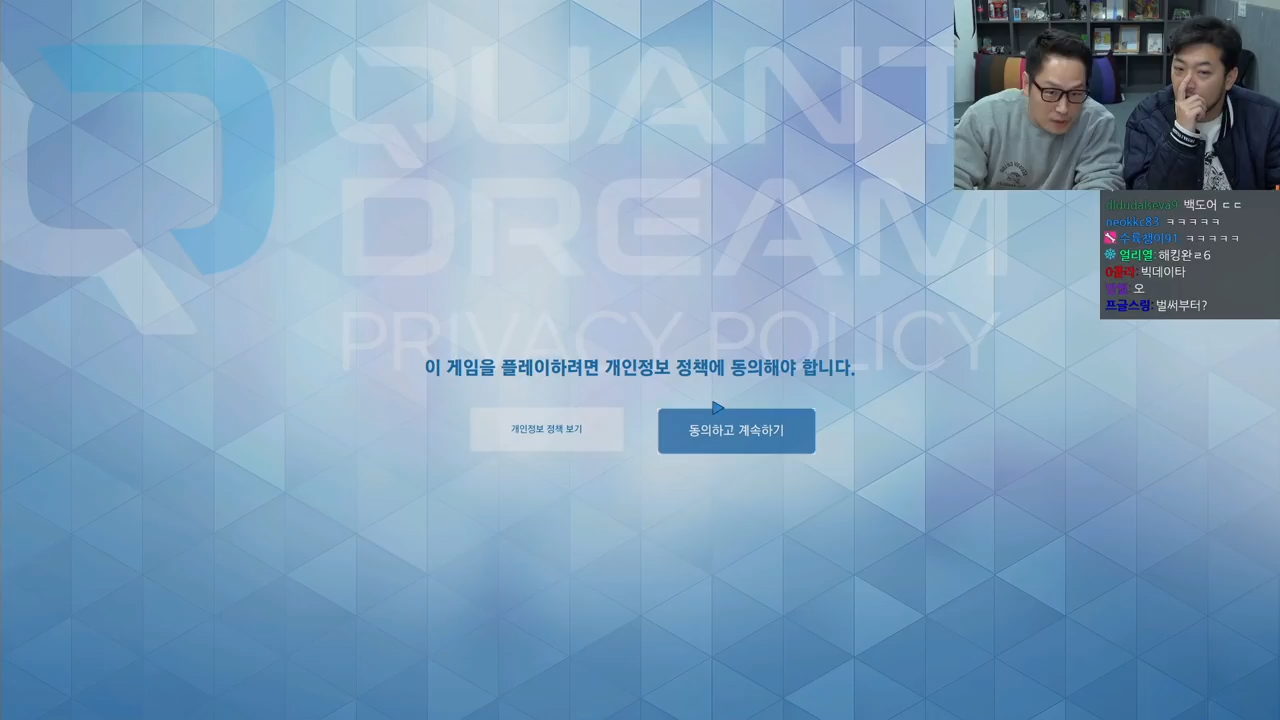 QUANT
DREAM
PRIVACY POLICY
이 게임을 플레이하려면 개인정보 정책에 동의해야 합니다.
개인정보 정책 보기
동의하고 계속하기
백도어 ㄷㄷ
neokkc83 ㅋㅋㅋㅋㅋ
수륙챙이91 ㅋㅋㅋㅋㅋ
얼리열: 해킹완ㄹ6
빅데이타
오
프글스링: 벌써부터?